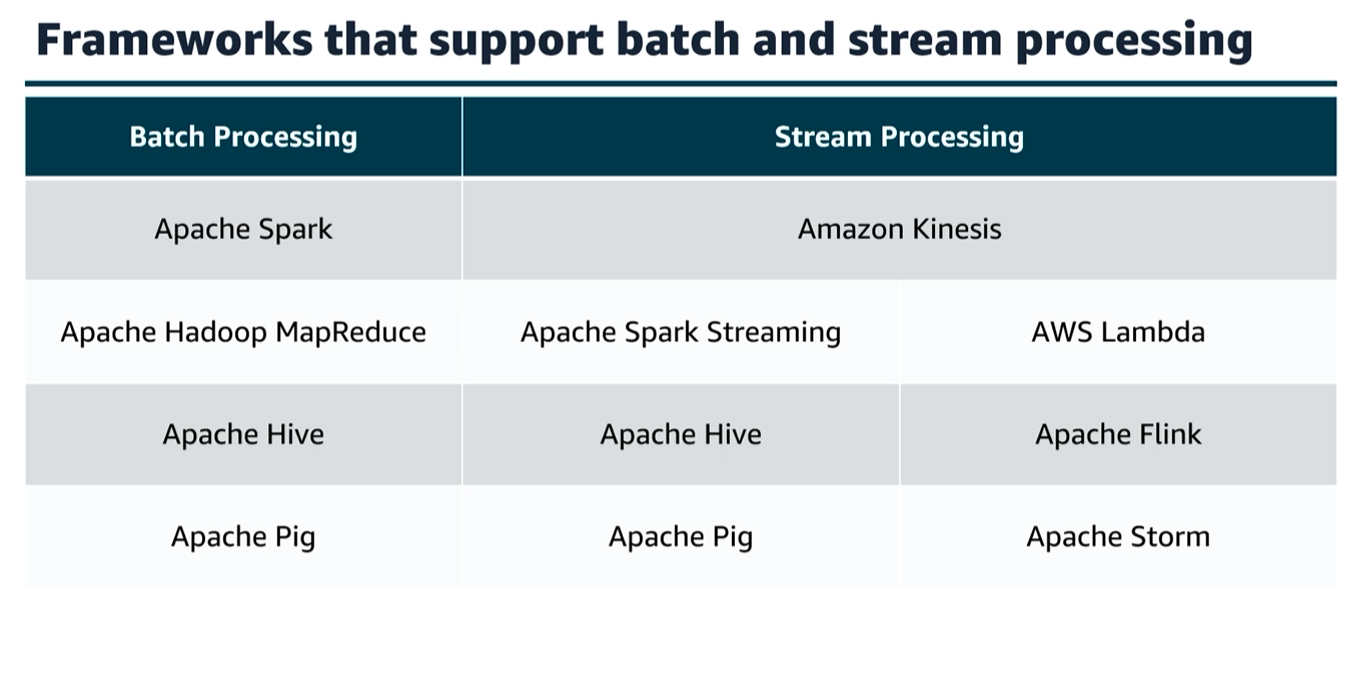 Frameworks that support batch and stream processing
Batch Processing
Stream Processing
Apache Spark
Amazon Kinesis
Apache Hadoop MapReduce
Apache Spark Streaming
AWS Lambda
Apache Hive
Apache Hive
Apache Flink
Apache Pig
Apache Pig
Apache Storm